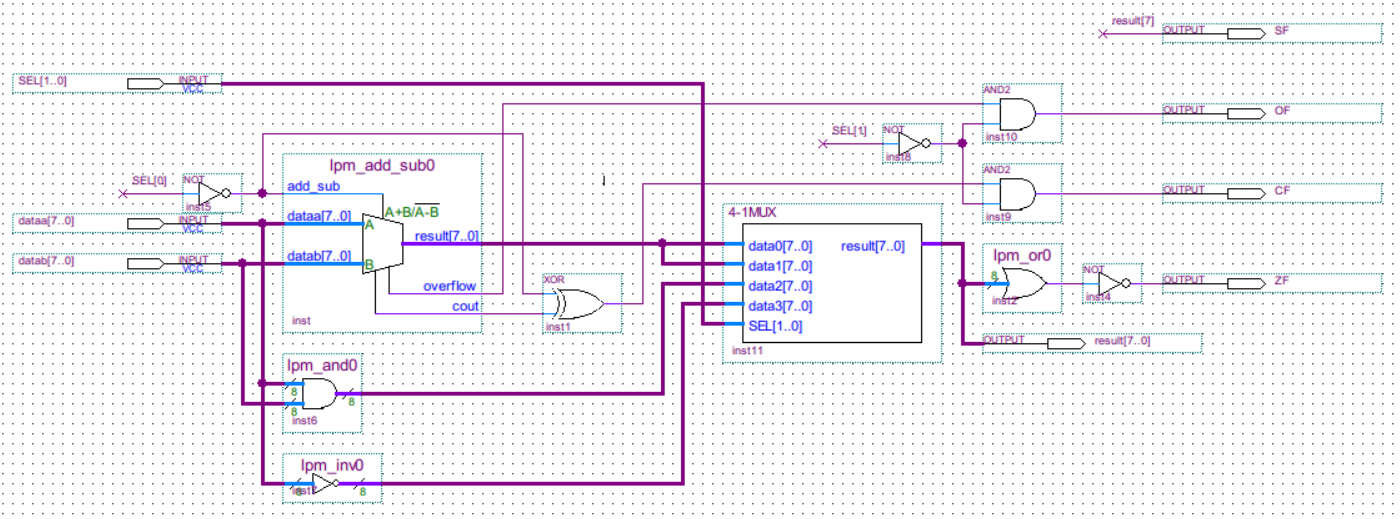 result[7]
OUTPUT
SF
SEL[1..0]
INPUT
VCC
AND2
inst10
OUTPUT
OF
SEL[1]
NOT
inst8
lpm_add_sub0
AND2
inst9
OUTPUT
CF
SEL[0]
NOT
inst5
add_sub
A+B/A-B
dataa[7..0]
INPUT
VCC
dataa[7..0]
A
result[7..0]
datab[7..0]
INPUT
VCC
datab[7..0]
B
overflow
cout
inst
XOR
inst1
4-1MUX
data0[7..0]
result[7..0]
data1[7..0]
data2[7..0]
data3[7..0]
SEL[1..0]
inst11
lpm_or0
8
inst2
NOT
inst4
OUTPUT
ZF
OUTPUT
result[7..0]
lpm_and0
8
8
8
inst6
lpm_inv0
8
inst7
8